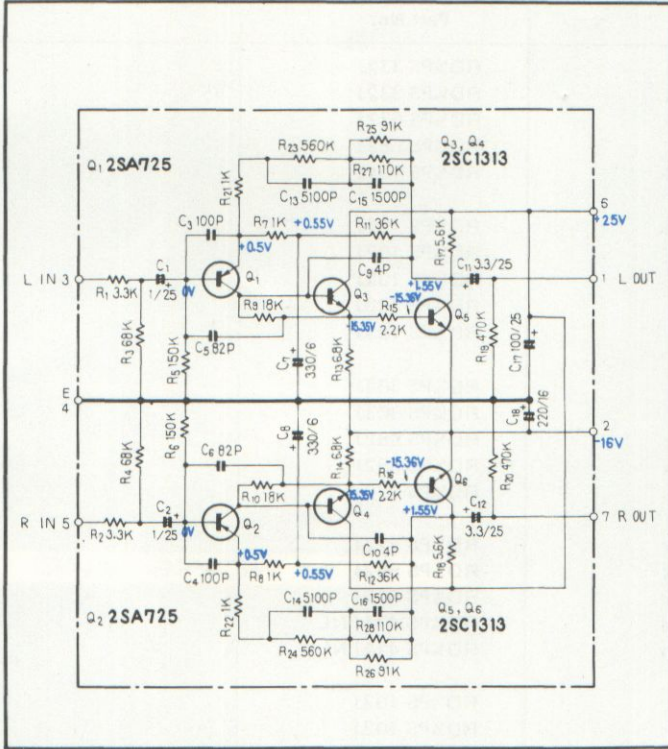 Q1 2SA725
R25 91K
R23 560K
Q3, Q4
2SC1313
R27 110K
C13 5100P
C15 1500P
R21 1K
6
+25V
C3 100P
R7 1K
+0.55V
R11 36K
+0.5V
R17 5.6K
C9 4P
L IN 3
C1
Q1
C11 3.3/25
1 L OUT
R1 3.3K
1/25
0V
+1.55V
Q3
-15.36V
R9 18K
-15.35V
R15
2.2K
Q5
C5 82P
R3 68K
R5 150K
C7
330/6
R13 6.8K
R19 470K
C17 100/25
E
4
C18
220/16
R6 150K
C8
330/6
2
-16V
R4 68K
C6 82P
R14 6.8K
-15.36V
R20 470K
R10 18K
R16
2.2K
Q6
-15.35V
Q4
+1.55V
R IN 5
C2
C12
7 R OUT
R2 3.3K
1/25
0V
Q2
3.3/25
+0.5V
C10 4P
R18 5.6K
C4 100P
R8 1K
+0.55V
R12 36K
R22 1K
C14 5100P
C16 1500P
Q2 2SA725
R28 110K
Q5, Q6
2SC1313
R24 560K
R26 91K